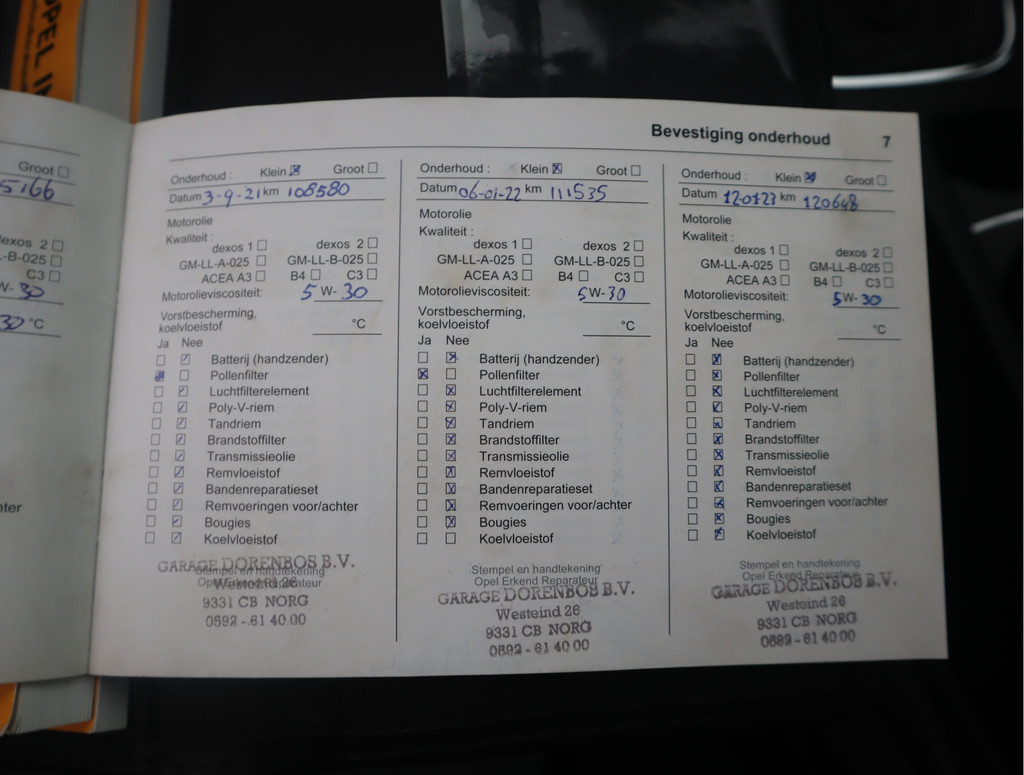 OPEL
Groot
5166
dexos 2
LL-B-025
C3
W-30
30 °C
Bevestiging onderhoud 7
Onderhoud : Klein Groot
Datum 3-9-21 km 108580
Motorolie
Kwaliteit :
dexos 1 dexos 2
GM-LL-A-025 GM-LL-B-025
ACEA A3 B4 C3
Motorolieviscositeit: 5 W- 30
Vorstbescherming,
koelvloeistof °C
Ja Nee
Batterij (handzender)
Pollenfilter
Luchtfilterelement
Poly-V-riem
Tandriem
Brandstoffilter
Transmissieolie
Remvloeistof
Bandenreparatieset
Remvoeringen voor/achter
Bougies
Koelvloeistof
Stempel en handtekening
GARAGE DORENBOS B.V.
9331 CB NORG
0592 - 61 40 00
Onderhoud : Klein Groot
Datum 06-01-22 km 111535
Motorolie
Kwaliteit :
dexos 1 dexos 2
GM-LL-A-025 GM-LL-B-025
ACEA A3 B4 C3
Motorolieviscositeit: 5W-30
Vorstbescherming,
koelvloeistof °C
Ja Nee
Batterij (handzender)
Pollenfilter
Luchtfilterelement
Poly-V-riem
Tandriem
Brandstoffilter
Transmissieolie
Remvloeistof
Bandenreparatieset
Remvoeringen voor/achter
Bougies
Koelvloeistof
Stempel en handtekening
Opel Erkend Reparateur
GARAGE DORENBOS B.V.
Westeind 26
9331 CB NORG
0592 - 61 40 00
Onderhoud : Klein Groot
Datum 120123 km 120648
Motorolie
Kwaliteit :
dexos 1 dexos 2
GM-LL-A-025 GM-LL-B-025
ACEA A3 B4 C3
Motorolieviscositeit: 5W-30
Vorstbescherming,
koelvloeistof °C
Ja Nee
Batterij (handzender)
Pollenfilter
Luchtfilterelement
Poly-V-riem
Tandriem
Brandstoffilter
Transmissieolie
Remvloeistof
Bandenreparatieset
Remvoeringen voor/achter
Bougies
Koelvloeistof
Stempel en handtekening
Opel Erkend Reparateur
GARAGE DORENBOS B.V.
Westeind 26
9331 CB NORG
0592 - 61 40 00